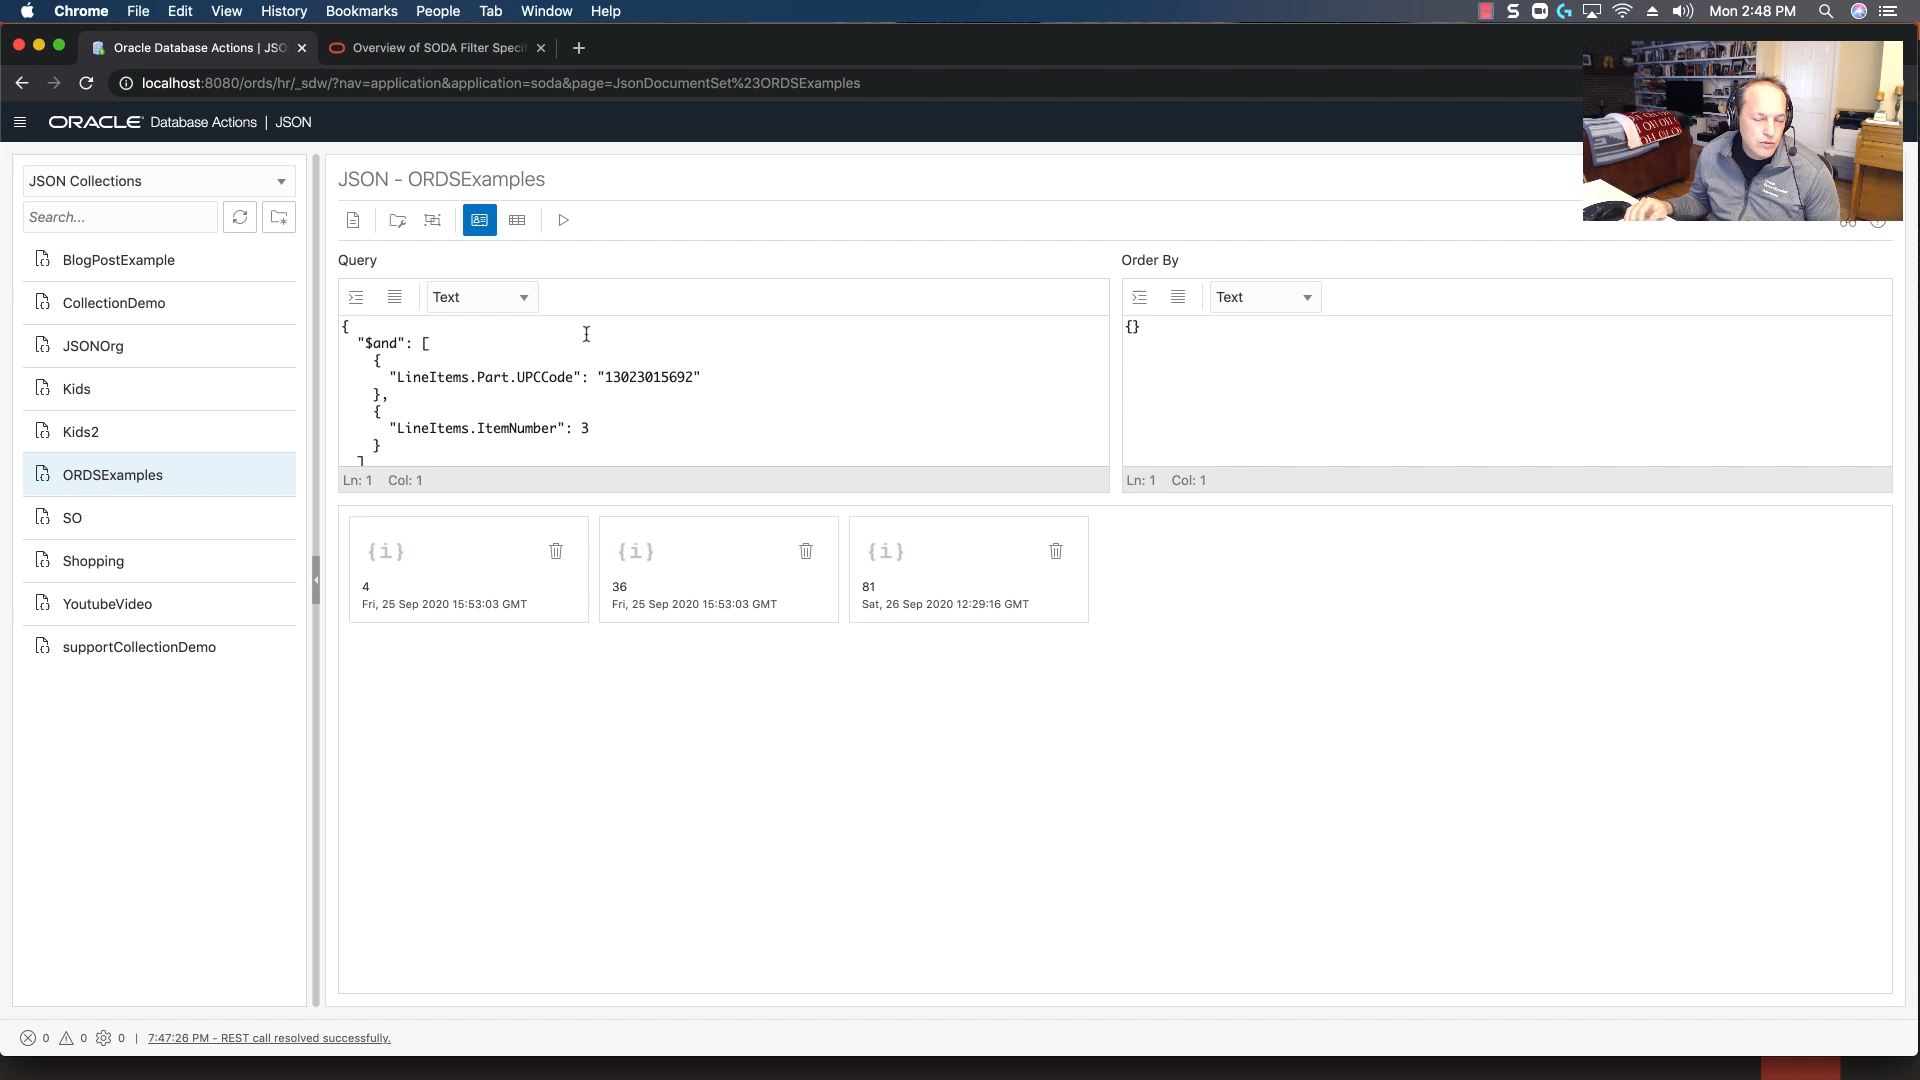 Chrome File Edit View History Bookmarks People Tab Window Help
Mon 2:48 PM
Oracle Database Actions | JSO
Overview of SODA Filter Specif
localhost:8080/ords/hr/_sdw/?nav=application&application=soda&page=JsonDocumentSet%23ORDSExamples
ORACLE Database Actions | JSON
JSON Collections
Search...
BlogPostExample
CollectionDemo
JSONOrg
Kids
Kids2
ORDSExamples
SO
Shopping
YoutubeVideo
supportCollectionDemo
JSON - ORDSExamples
Query
Text
{
"$and": [
{
"LineItems.Part.UPCCode": "13023015692"
},
{
"LineItems.ItemNumber": 3
}
]
Ln: 1 Col: 1
Order By
Text
{}
Ln: 1 Col: 1
{i}
4
Fri, 25 Sep 2020 15:53:03 GMT
{i}
36
Fri, 25 Sep 2020 15:53:03 GMT
{i}
81
Sat, 26 Sep 2020 12:29:16 GMT
0 0 0 | 7:47:26 PM - REST call resolved successfully.